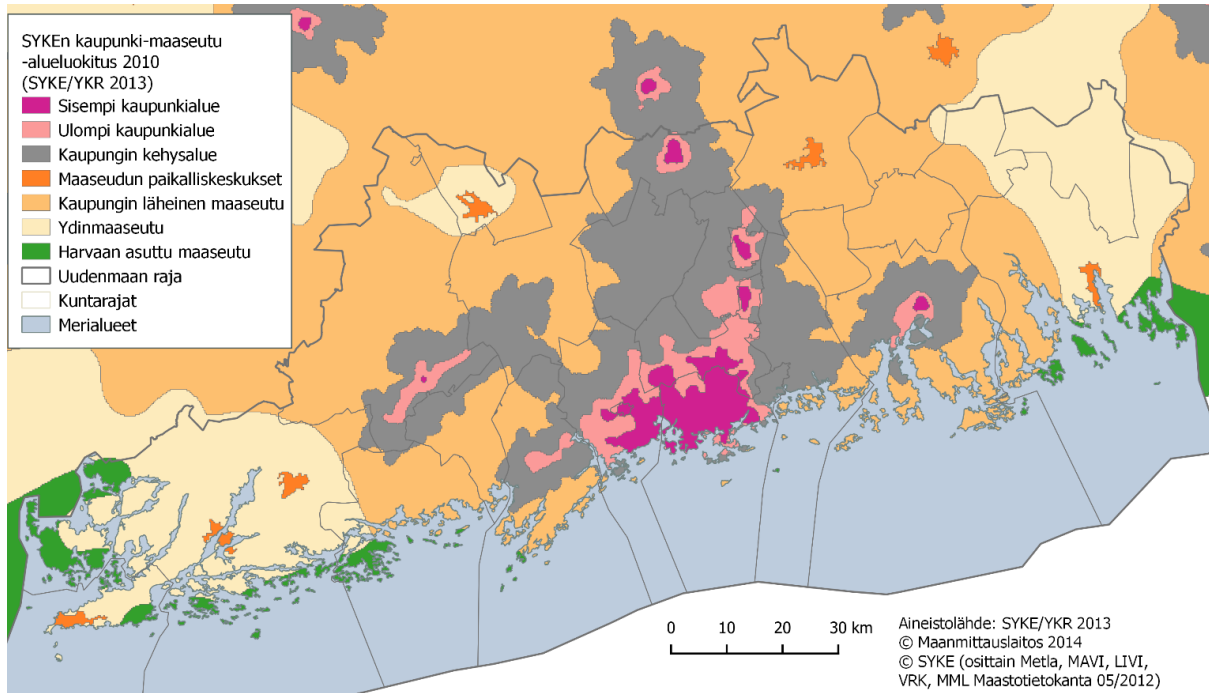 SYKEn kaupunki-maaseutu
-alueluokitus 2010
(SYKE/YKR 2013)
Sisempi kaupunkialue
Ulompi kaupunkialue
Kaupungin kehysalue
Maaseudun paikalliskeskukset
Kaupungin läheinen maaseutu
Ydinmaaseutu
Harvaan asuttu maaseutu
Uudenmaan raja
Kuntarajat
Merialueet
0 10 20 30 km
Aineistolähde: SYKE/YKR 2013
© Maanmittauslaitos 2014
© SYKE (osittain Metla, MAVI, LIVI,
VRK, MML Maastotietokanta 05/2012)